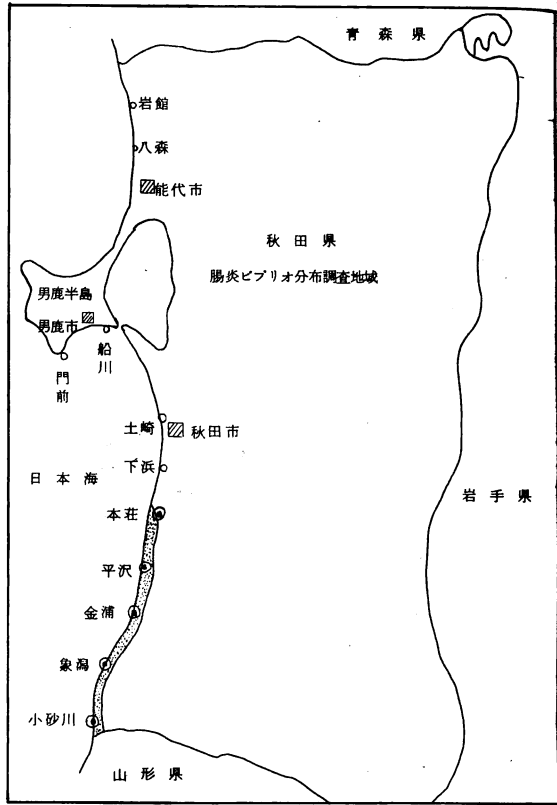 青森県
岩館
八森
能代市
秋田県
腸炎ビブリオ分布調査地域
男鹿半島
男鹿市
船川
門前
土崎
秋田市
下浜
日本海
岩手県
本荘
平沢
金浦
象潟
小砂川
山形県